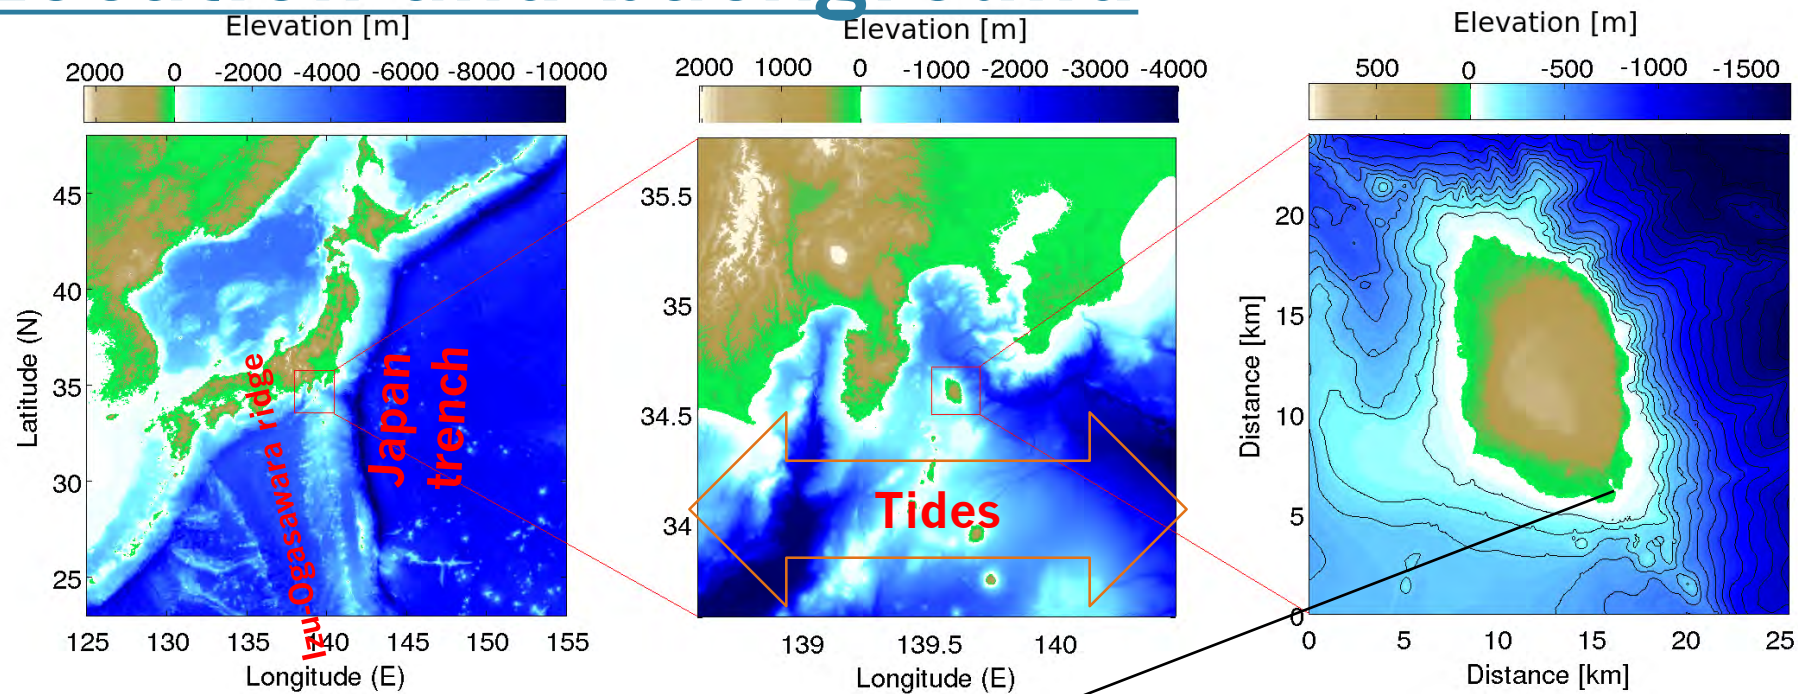 Elevation [m]
2000 0 -2000 -4000 -6000 -8000 -10000
45
40
35
30
25
Latitude (N)
Izu-Ogasawara ridge
Japan
trench
125 130 135 140 145 150 155
Longitude (E)
Elevation [m]
2000 1000 0 -1000 -2000 -3000 -4000
35.5
35
34.5
34
Tides
139 139.5 140
Longitude (E)
Elevation [m]
500 0 -500 -1000 -1500
20
15
10
5
0
Distance [km]
0 5 10 15 20 25
Distance [km]